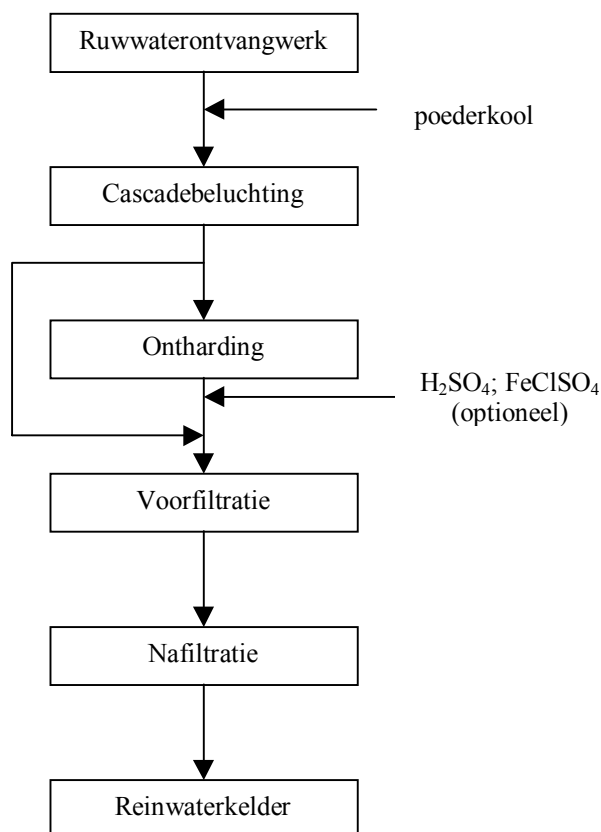 Ruwwaterontvangwerk
poederkool
Cascadebeluchting
Ontharding
H₂SO₄; FeClSO₄
(optioneel)
Voorfiltratie
Nafiltratie
Reinwaterkelder